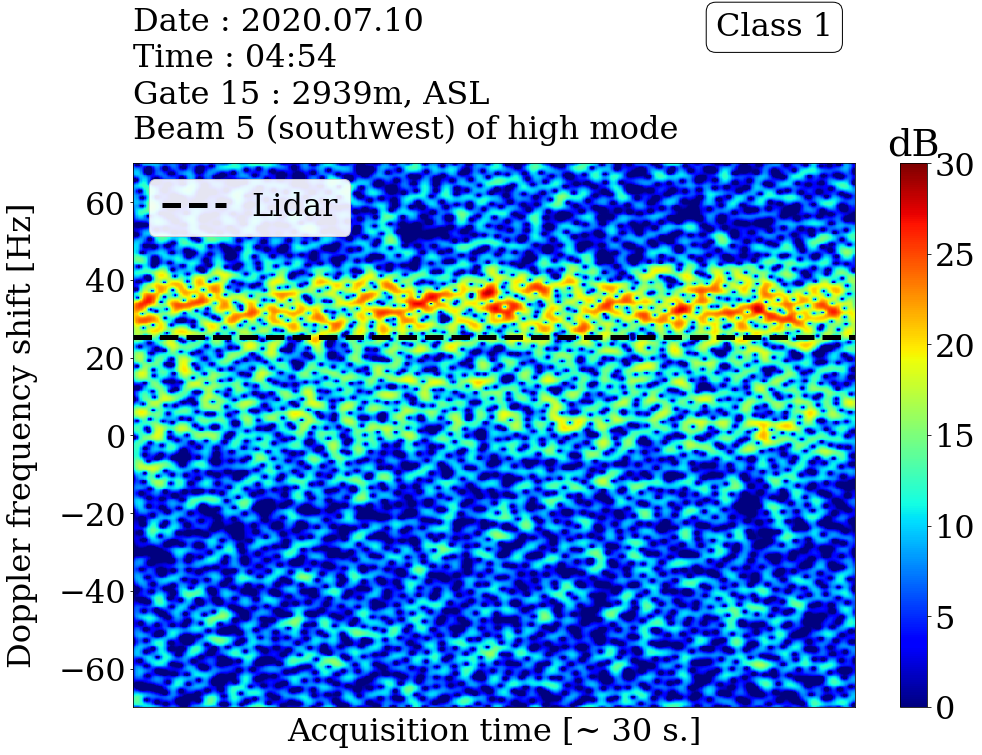 Date : 2020.07.10
Time : 04:54
Gate 15 : 2939m, ASL
Beam 5 (southwest) of high mode
Class 1
dB
Lidar
Doppler frequency shift [Hz]
60
40
20
0
−20
−40
−60
30
25
20
15
10
5
0
Acquisition time [~ 30 s.]